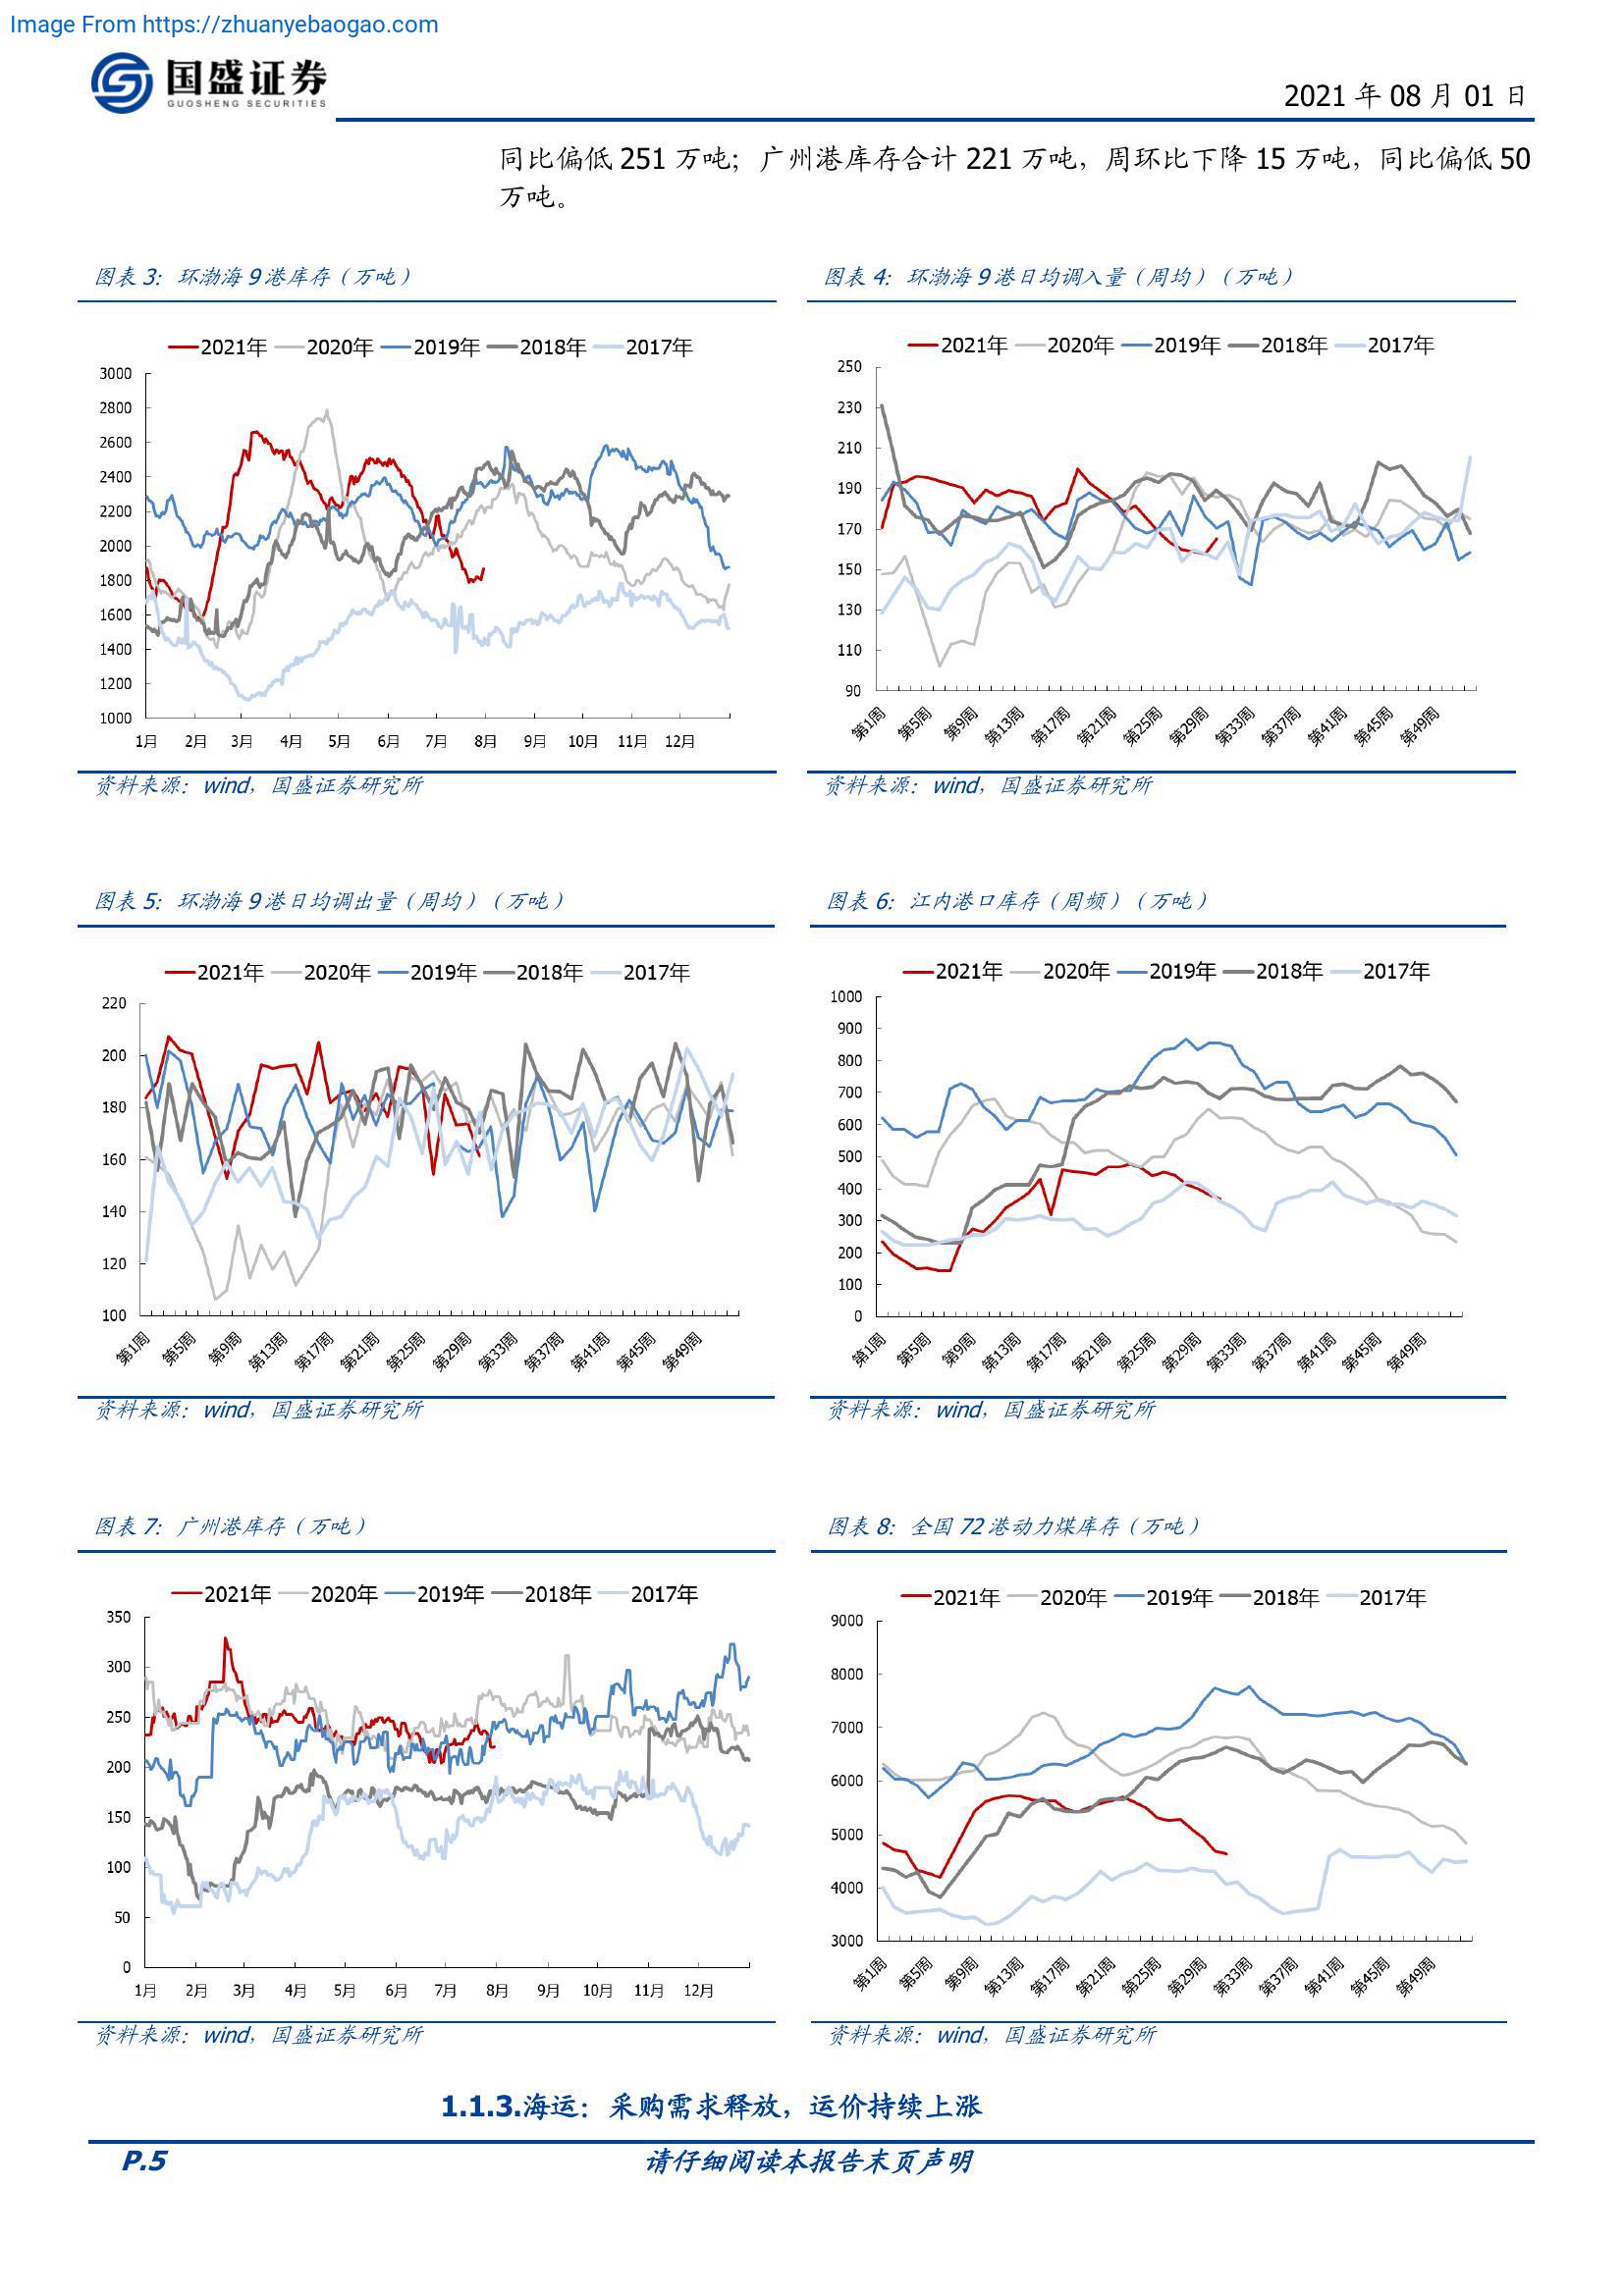 Image From https://zhuanyebaogao.com
国盛证券
GUOSHENG SECURITIES
2021 年 08 月 01 日
同比偏低 251 万吨；广州港库存合计 221 万吨，周环比下降 15 万吨，同比偏低 50
万吨。
图表 3：环渤海 9 港库存（万吨）
2021年 2020年 2019年 2018年 2017年
3000
2800
2600
2400
2200
2000
1800
1600
1400
1200
1000
1月 2月 3月 4月 5月 6月 7月 8月 9月 10月 11月 12月
资料来源：wind，国盛证券研究所
图表 4：环渤海 9 港日均调入量（周均）（万吨）
2021年 2020年 2019年 2018年 2017年
250
230
210
190
170
150
130
110
90
第1周 第5周 第9周 第13周 第17周 第21周 第25周 第29周 第33周 第37周 第41周 第45周 第49周
资料来源：wind，国盛证券研究所
图表 5：环渤海 9 港日均调出量（周均）（万吨）
2021年 2020年 2019年 2018年 2017年
220
200
180
160
140
120
100
第1周 第5周 第9周 第13周 第17周 第21周 第25周 第29周 第33周 第37周 第41周 第45周 第49周
资料来源：wind，国盛证券研究所
图表 6：江内港口库存（周频）（万吨）
2021年 2020年 2019年 2018年 2017年
1000
900
800
700
600
500
400
300
200
100
0
第1周 第5周 第9周 第13周 第17周 第21周 第25周 第29周 第33周 第37周 第41周 第45周 第49周
资料来源：wind，国盛证券研究所
图表 7：广州港库存（万吨）
2021年 2020年 2019年 2018年 2017年
350
300
250
200
150
100
50
0
1月 2月 3月 4月 5月 6月 7月 8月 9月 10月 11月 12月
资料来源：wind，国盛证券研究所
图表 8：全国 72 港动力煤库存（万吨）
2021年 2020年 2019年 2018年 2017年
9000
8000
7000
6000
5000
4000
3000
第1周 第5周 第9周 第13周 第17周 第21周 第25周 第29周 第33周 第37周 第41周 第45周 第49周
资料来源：wind，国盛证券研究所
1.1.3.海运：采购需求释放，运价持续上涨
P.5
请仔细阅读本报告末页声明